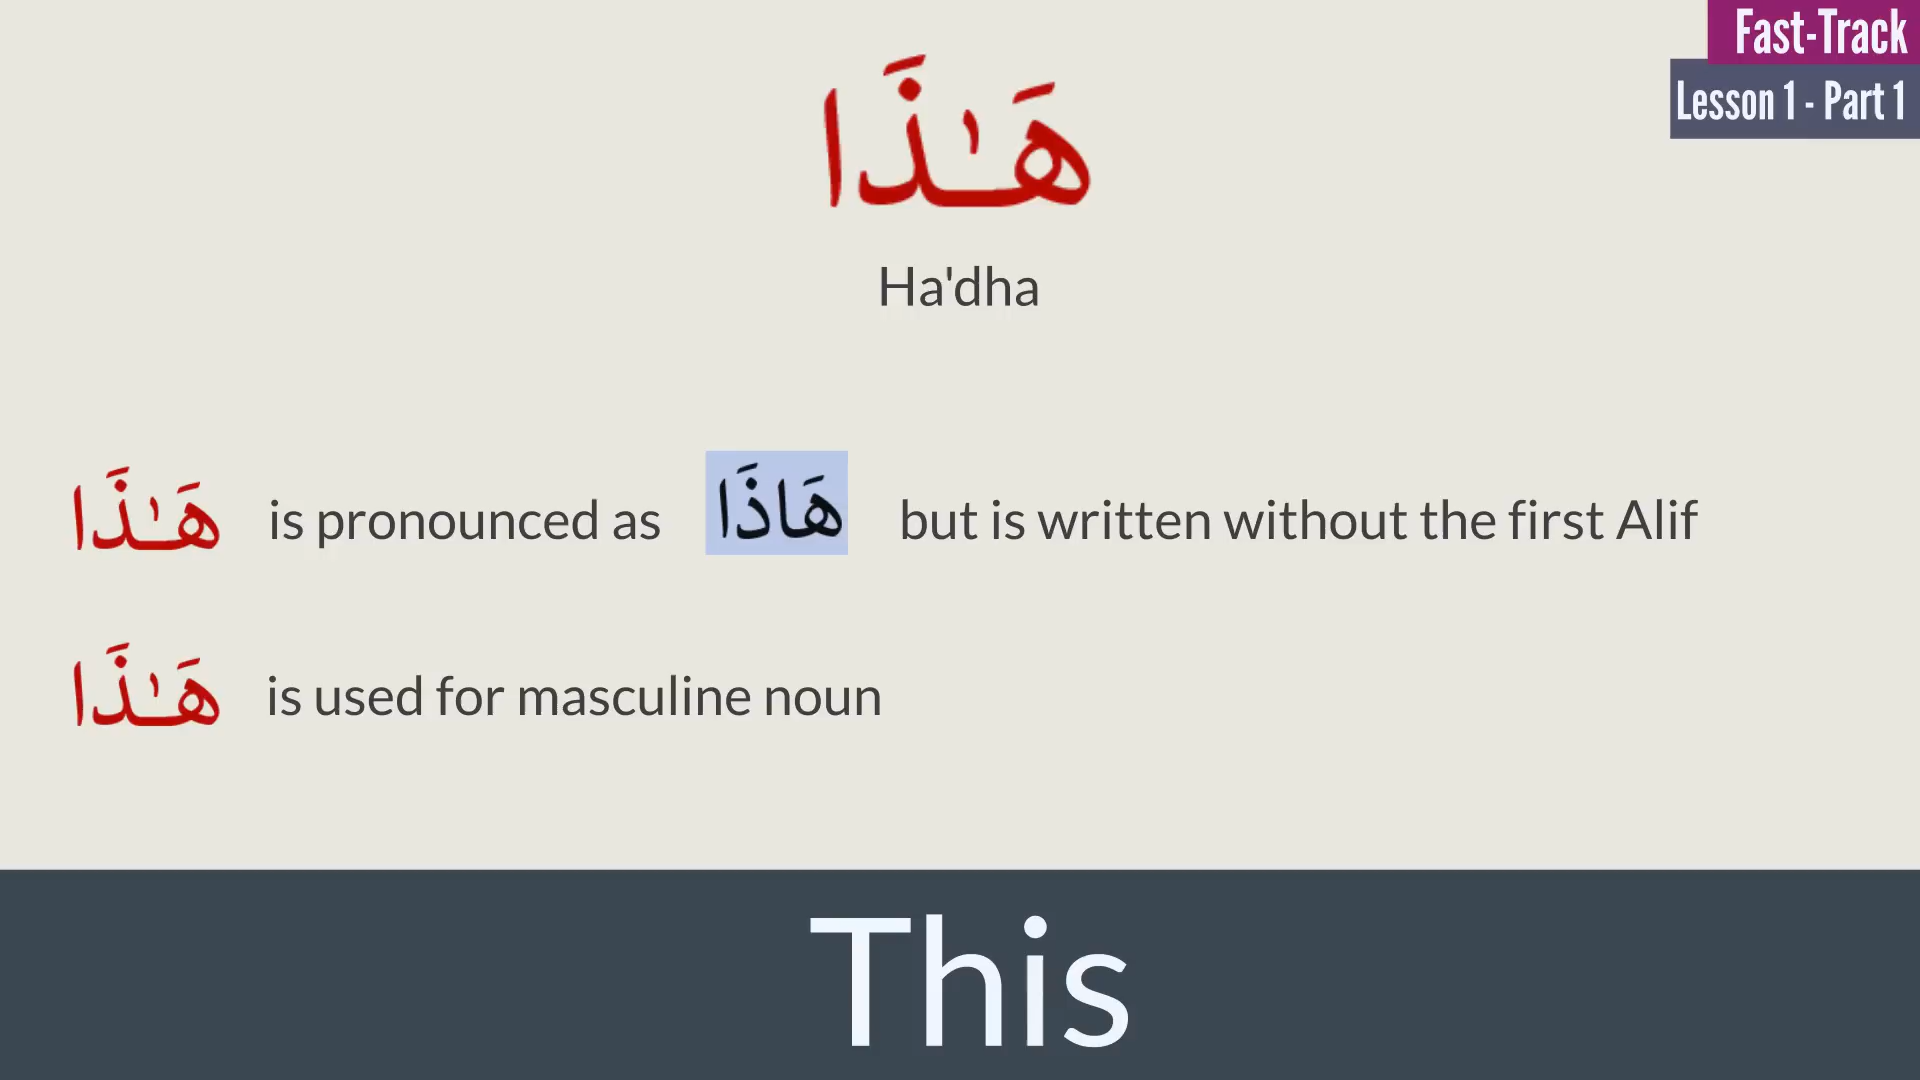 Fast-Track
Lesson 1 - Part 1
هَـٰذَا
Ha'dha
هَـٰذَا is pronounced as هَاذَا but is written without the first Alif
هَـٰذَا is used for masculine noun
This